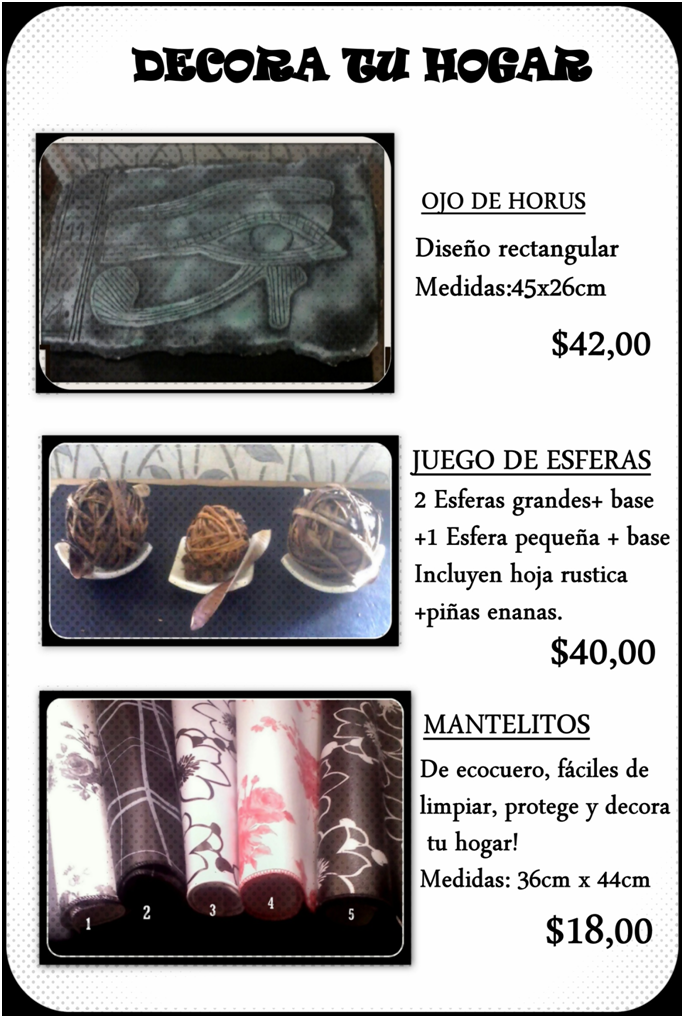 DECORA TU HOGAR
OJO DE HORUS
Diseño rectangular
Medidas:45x26cm
$42,00
JUEGO DE ESFERAS
2 Esferas grandes+ base
+1 Esfera pequeña + base
Incluyen hoja rustica
+piñas enanas.
$40,00
MANTELITOS
De ecocuero, fáciles de
limpiar, protege y decora
tu hogar!
Medidas: 36cm x 44cm
$18,00
1 2 3 4 5